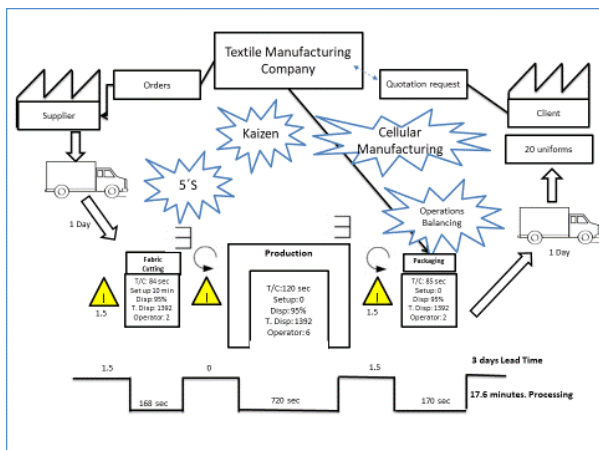 Textile Manufacturing
Company
Orders
Quotation request
Supplier
Client
Kaizen
Cellular
Manufacturing
20 uniforms
5´S
Operations
Balancing
1 Day
1 Day
Fabric
Cutting
T/C: 84 sec
Set up 10 min
Disp: 95%
T. Disp: 1392
Operator: 2
I
1.5
I
Production
T/C:120 sec
Setup: 0
Disp: 95%
T. Disp: 1392
Operator: 6
I
1.5
Packaging
T/C: 85 sec
Setup: 0
Disp: 95%
T. Disp: 1392
Operator: 2
1.5
0
1.5
3 days Lead Time
168 sec
720 sec
170 sec
17.6 minutes. Processing